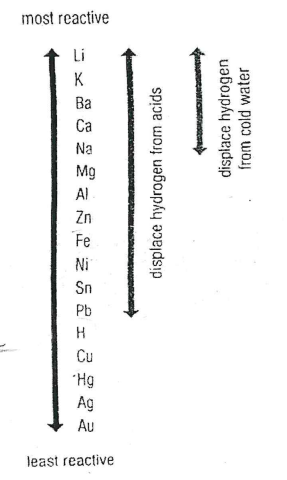 most reactive
Li
K
Ba
Ca
Na
Mg
Al
Zn
Fe
Ni
Sn
Pb
H
Cu
Hg
Ag
Au
least reactive
displace hydrogen from acids
displace hydrogen
from cold water